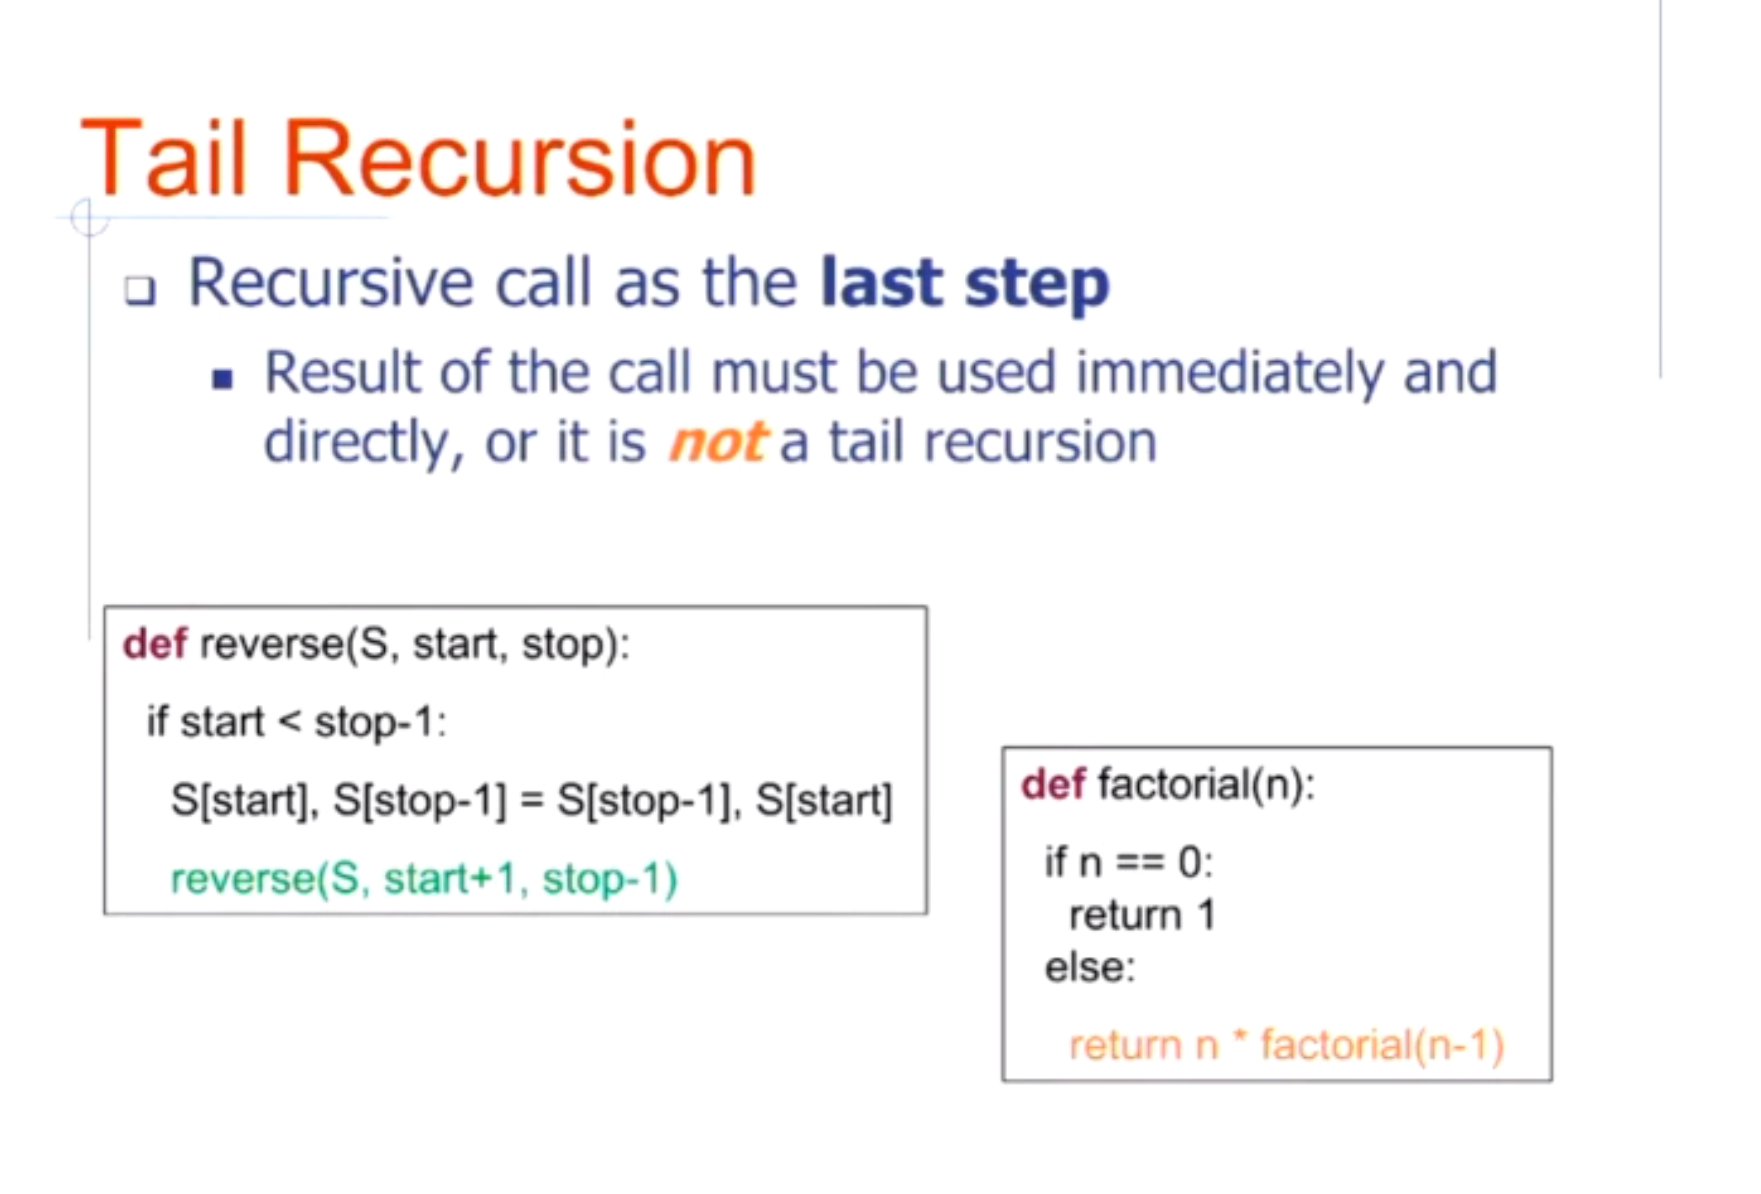 Tail Recursion
Recursive call as the last step
Result of the call must be used immediately and
directly, or it is not a tail recursion
def reverse(S, start, stop):
if start < stop-1:
S[start], S[stop-1] = S[stop-1], S[start]
reverse(S, start+1, stop-1)
def factorial(n):
if n == 0:
return 1
else:
return n * factorial(n-1)